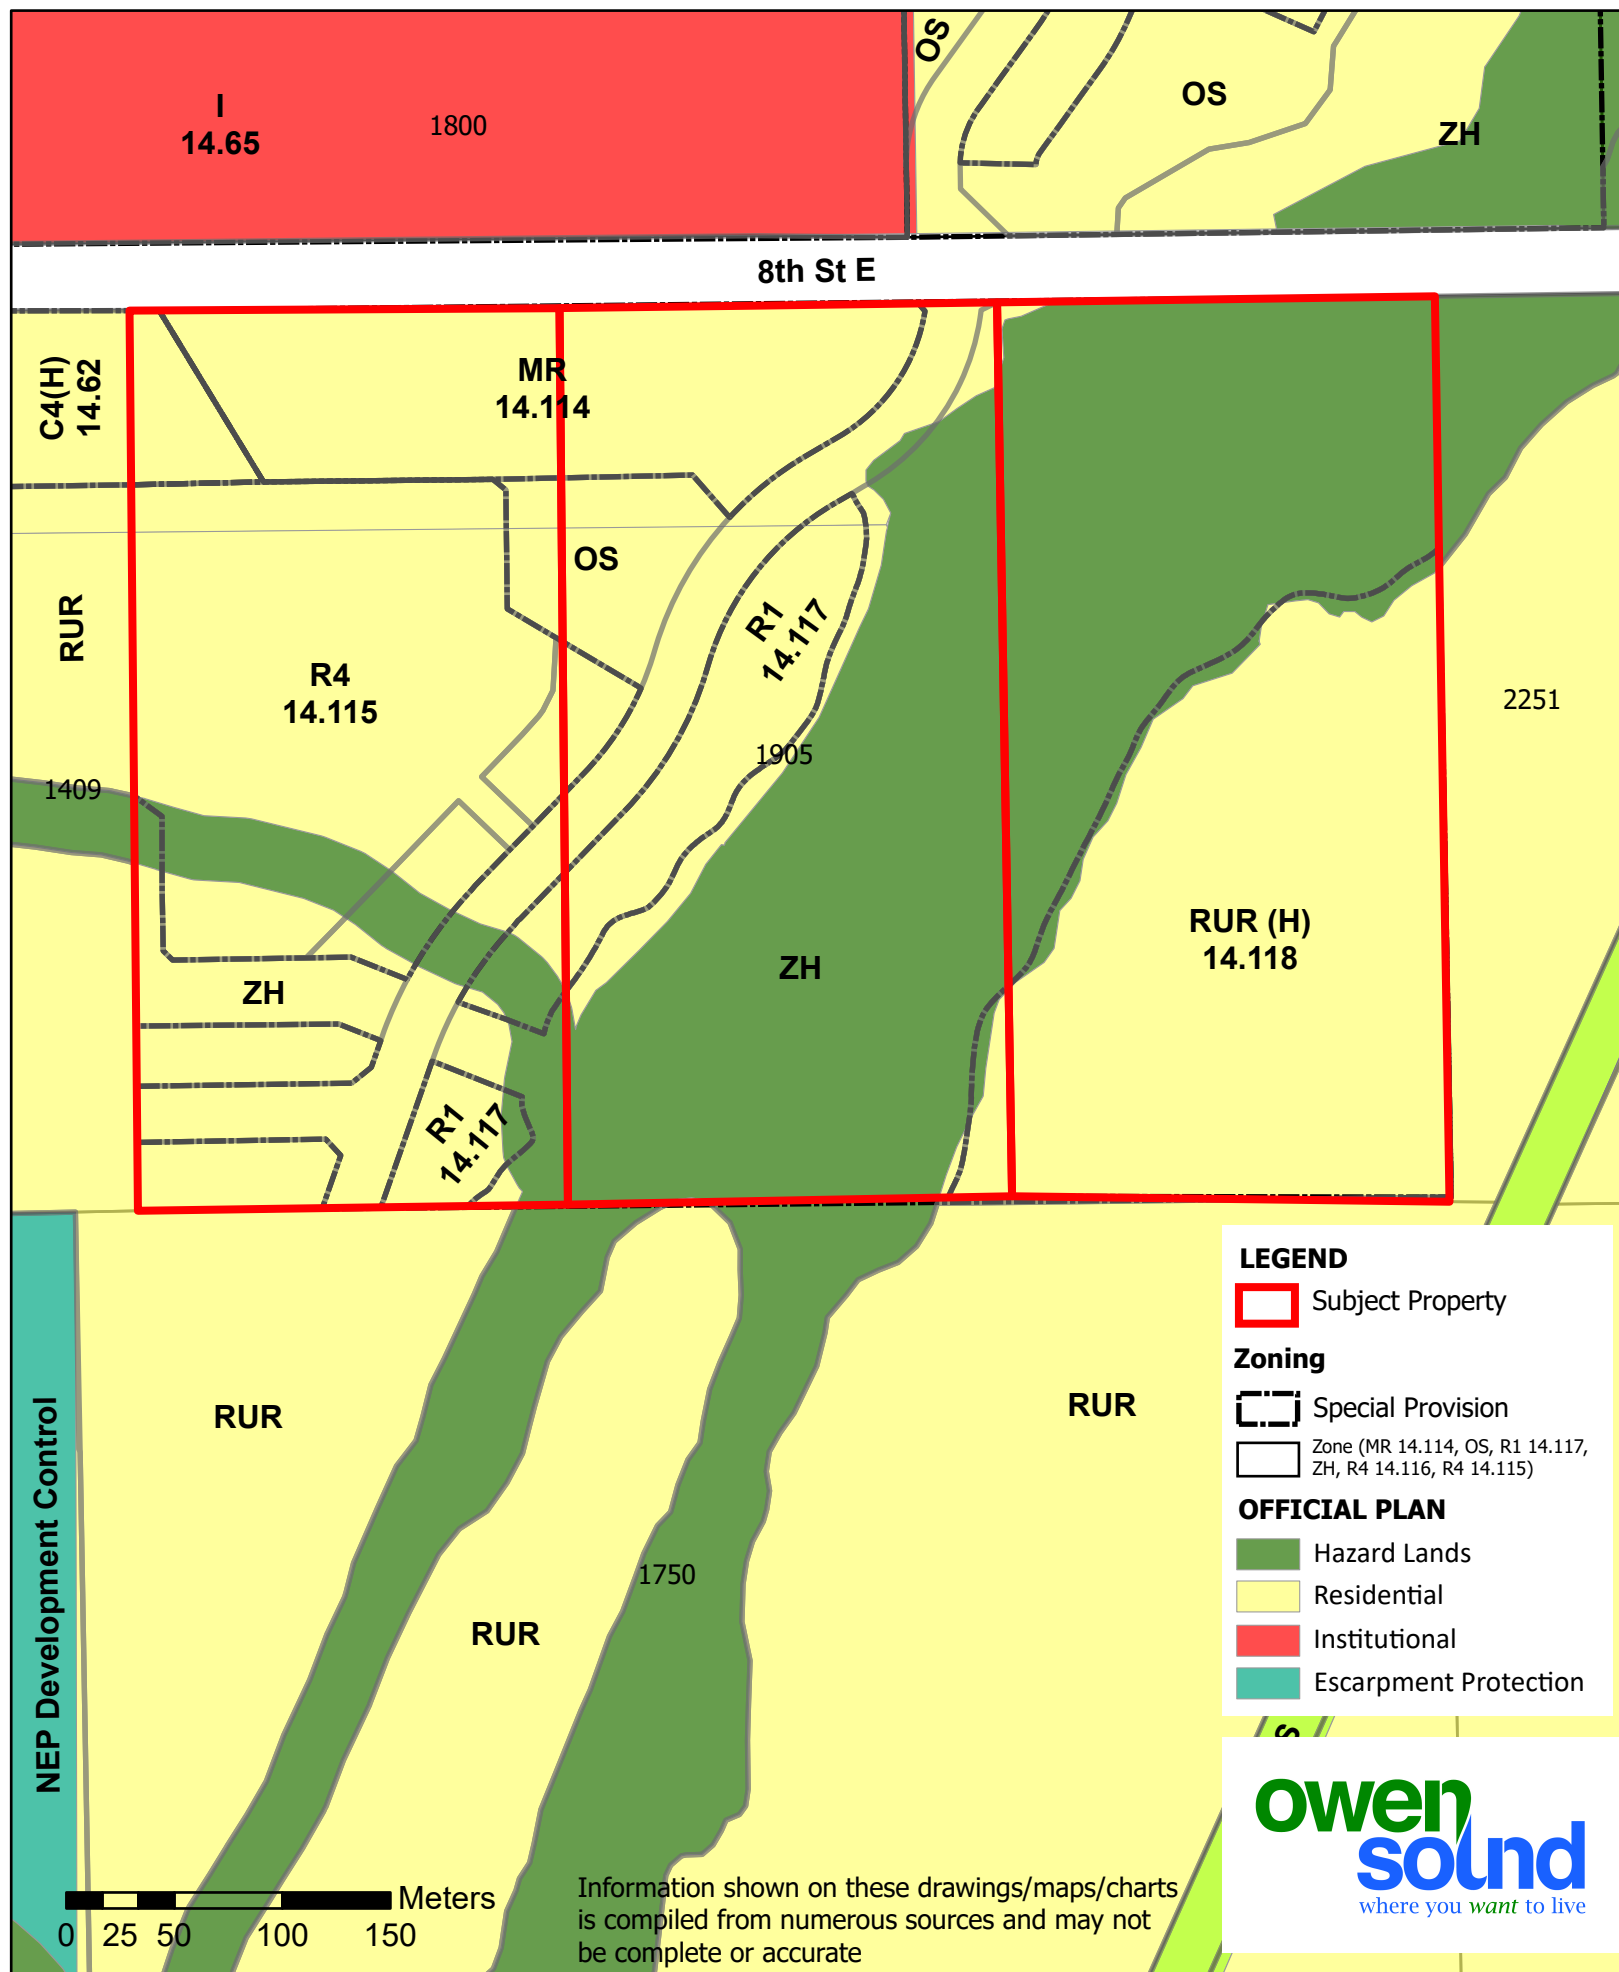 OS
I
14.65
1800
OS
ZH
8th St E
C4(H)
14.62
MR
14.114
RUR
OS
R1
14.117
R4
14.115
2251
1905
1409
RUR (H)
14.118
ZH
ZH
R1
14.117
NEP Development Control
RUR
RUR
1750
RUR
LEGEND
Subject Property
Zoning
Special Provision
Zone (MR 14.114, OS, R1 14.117,
ZH, R4 14.116, R4 14.115)
OFFICIAL PLAN
Hazard Lands
Residential
Institutional
Escarpment Protection
owen
sound
where you want to live
Meters
0 25 50 100 150
Information shown on these drawings/maps/charts
is compiled from numerous sources and may not
be complete or accurate